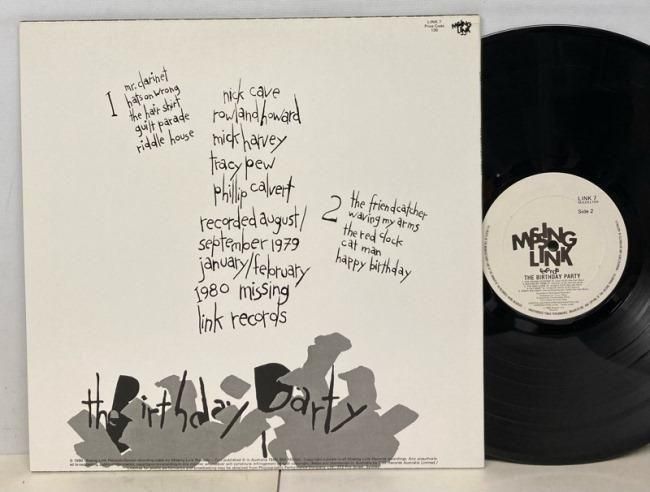 LINK 7
Price Code:
130
MISSING
LINK
1
mr. clarinet
hats on wrong
the hair shirt
guilt parade
riddle house
nick cave
rowland howard
mick harvey
tracy pew
phillip calvert
recorded august/
september 1979
january/february
1980 missing
link records
2
the friendcatcher
waving my arms
the red clock
cat man
happy birthday
the Birthday Party
LINK 7
Side 2
MISSING
LINK
THE BIRTHDAY PARTY